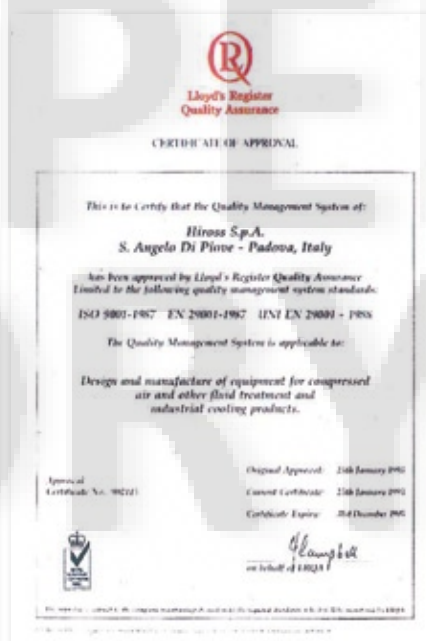 R
Lloyd's Register
Quality Assurance
CERTIFICATE OF APPROVAL
This is to Certify that the Quality Management System of:
Hiross S.p.A.
S. Angelo Di Piove - Padova, Italy
has been approved by Lloyd's Register Quality Assurance
Limited to the following quality management system standards:
ISO 9001-1987 EN 29001-1987 UNI EN 29001 - 1988
The Quality Management System is applicable to:
Design and manufacture of equipment for compressed
air and other fluid treatment and
industrial cooling products.
Original Approval: January
Approval
Certificate No.
Current Certificate: January
Certificate Expiry: December
on behalf of LRQA